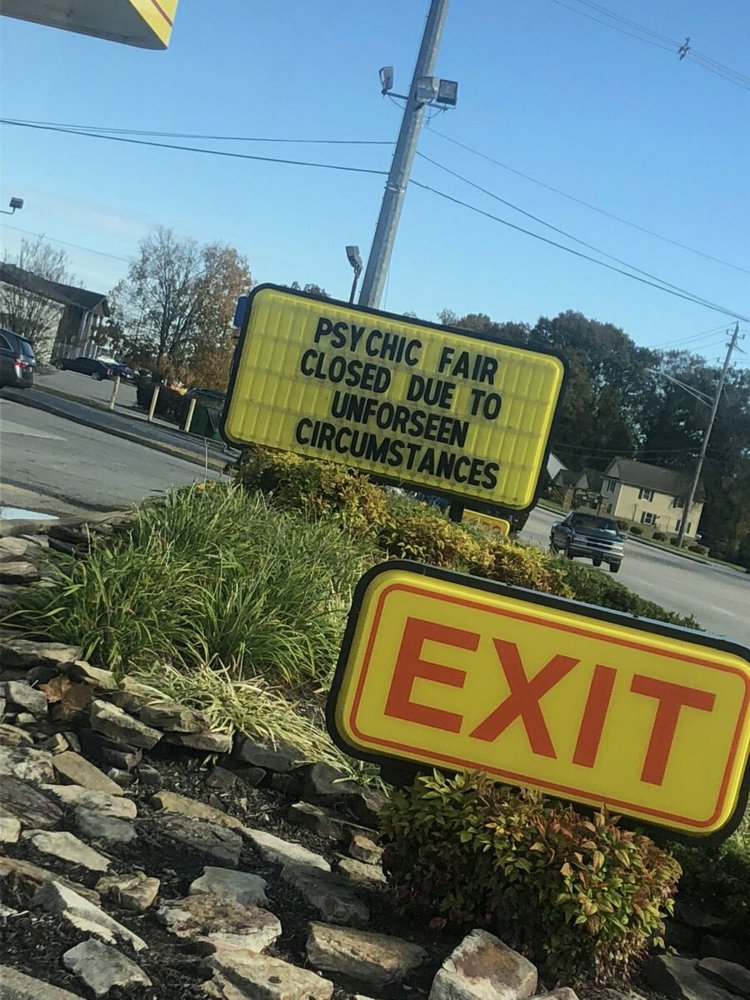 PSYCHIC FAIR
CLOSED DUE TO
UNFORSEEN
CIRCUMSTANCES
EXIT